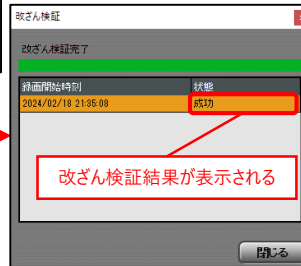 改ざん検証
改ざん検証完了
録画開始時刻 状態
2024/02/18 21:35:08 成功
改ざん検証結果が表示される
閉じる